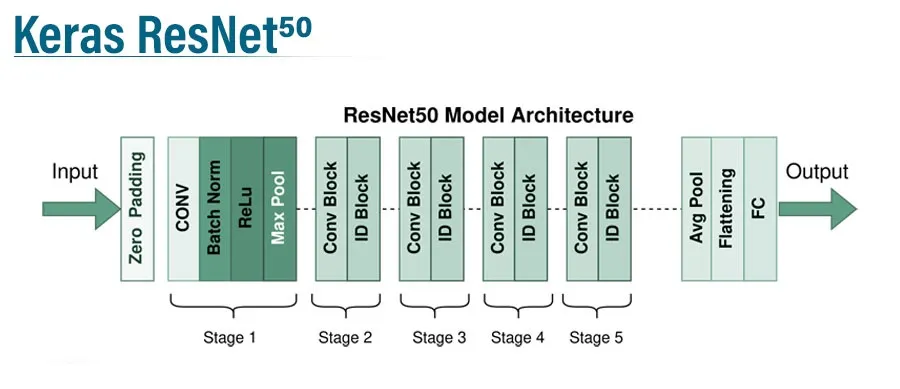 Keras ResNet⁵⁰
ResNet50 Model Architecture
Input
Zero Padding
CONV
Batch Norm
ReLu
Max Pool
Conv Block
ID Block
Conv Block
ID Block
Conv Block
ID Block
Conv Block
ID Block
Avg Pool
Flattening
FC
Output
Stage 1
Stage 2
Stage 3
Stage 4
Stage 5